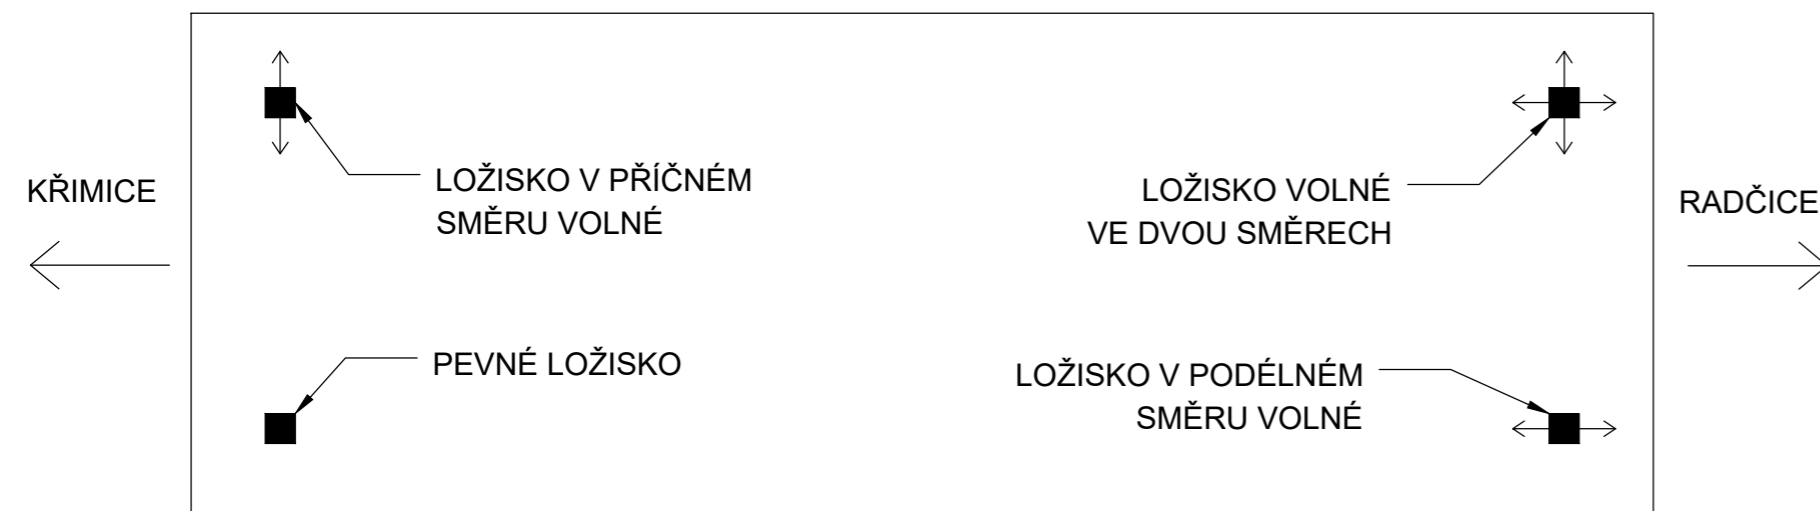 KŘIMICE
LOŽISKO V PŘÍČNÉM
SMĚRU VOLNÉ
LOŽISKO VOLNÉ
VE DVOU SMĚRECH
RADČICE
PEVNÉ LOŽISKO
LOŽISKO V PODÉLNÉM
SMĚRU VOLNÉ